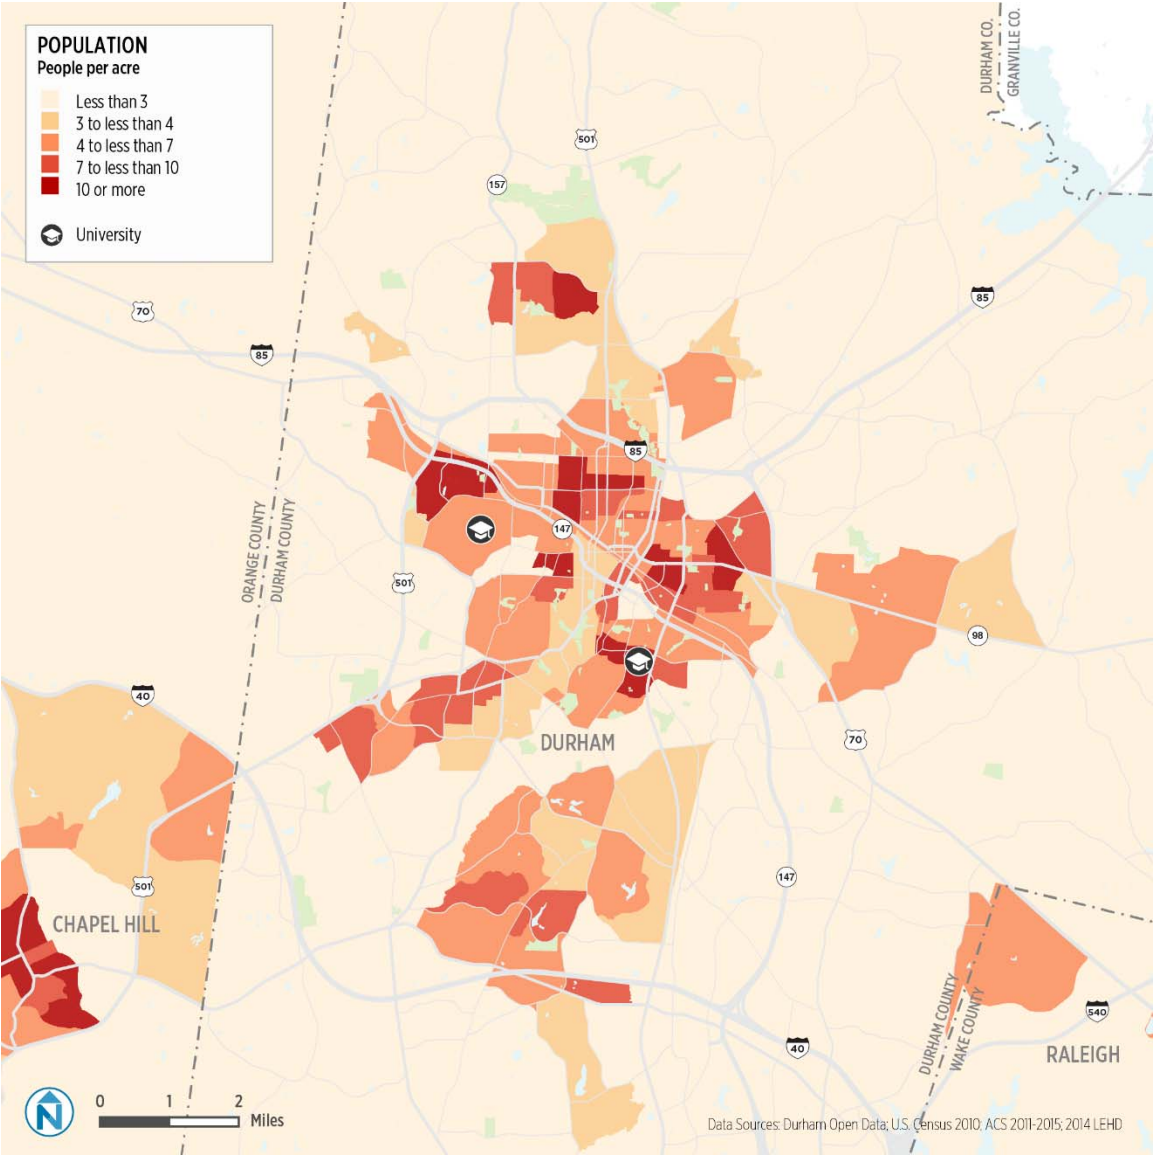 POPULATION
People per acre
Less than 3
3 to less than 4
4 to less than 7
7 to less than 10
10 or more
University
DURHAM CO.
GRANVILLE CO.
501
157
70
85
85
85
ORANGE COUNTY
DURHAM COUNTY
147
501
98
40
70
DURHAM
501
147
CHAPEL HILL
DURHAM COUNTY
WAKE COUNTY
540
40
RALEIGH
N
0 1 2
Miles
Data Sources: Durham Open Data; U.S. Census 2010; ACS 2011-2015; 2014 LEHD